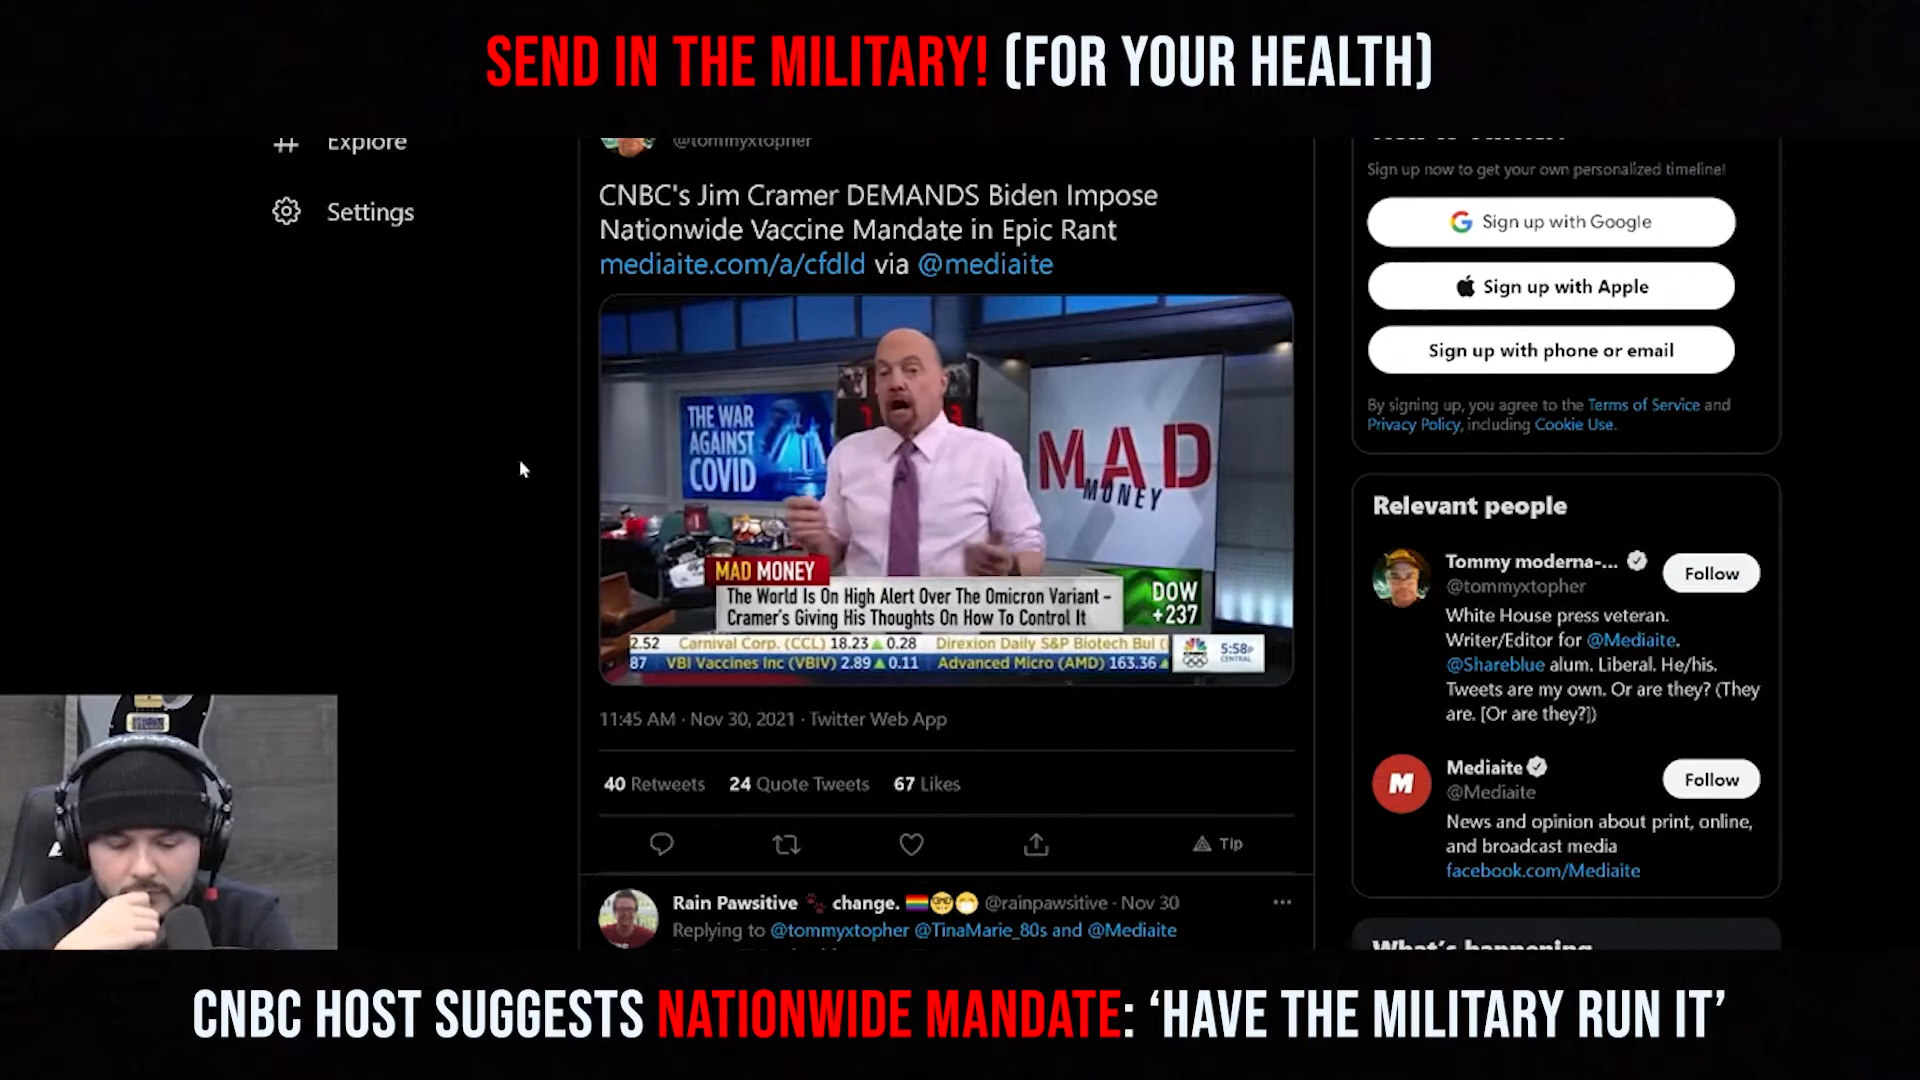 SEND IN THE MILITARY! (FOR YOUR HEALTH)
Explore
Settings
@tommyxtopher
CNBC's Jim Cramer DEMANDS Biden Impose
Nationwide Vaccine Mandate in Epic Rant
mediaite.com/a/cfdld via @mediaite
THE WAR
AGAINST
COVID
MAD
MONEY
MAD MONEY
The World Is On High Alert Over The Omicron Variant –
Cramer's Giving His Thoughts On How To Control It
DOW
+237
2.52 Carnival Corp. (CCL) 18.23 ▲ 0.28 Direxion Daily S&P Biotech Bul (
87 VBI Vaccines Inc (VBIV) 2.89 ▲ 0.11 Advanced Micro (AMD) 163.36 ▲
5:58P
CENTRAL
11:45 AM · Nov 30, 2021 · Twitter Web App
40 Retweets 24 Quote Tweets 67 Likes
Tip
Rain Pawsitive 🐾 change. 🏳️‍🌈🤓😷 @rainpawsitive · Nov 30
Replying to @tommyxtopher @TinaMarie_80s and @Mediaite
Sign up now to get your own personalized timeline!
Sign up with Google
Sign up with Apple
Sign up with phone or email
By signing up, you agree to the Terms of Service and
Privacy Policy, including Cookie Use.
Relevant people
Tommy moderna-...
@tommyxtopher
Follow
White House press veteran.
Writer/Editor for @Mediaite.
@Shareblue alum. Liberal. He/his.
Tweets are my own. Or are they? (They
are. [Or are they?])
Mediaite
@Mediaite
Follow
News and opinion about print, online,
and broadcast media
facebook.com/Mediaite
What's happening
CNBC HOST SUGGESTS NATIONWIDE MANDATE: ‘HAVE THE MILITARY RUN IT’